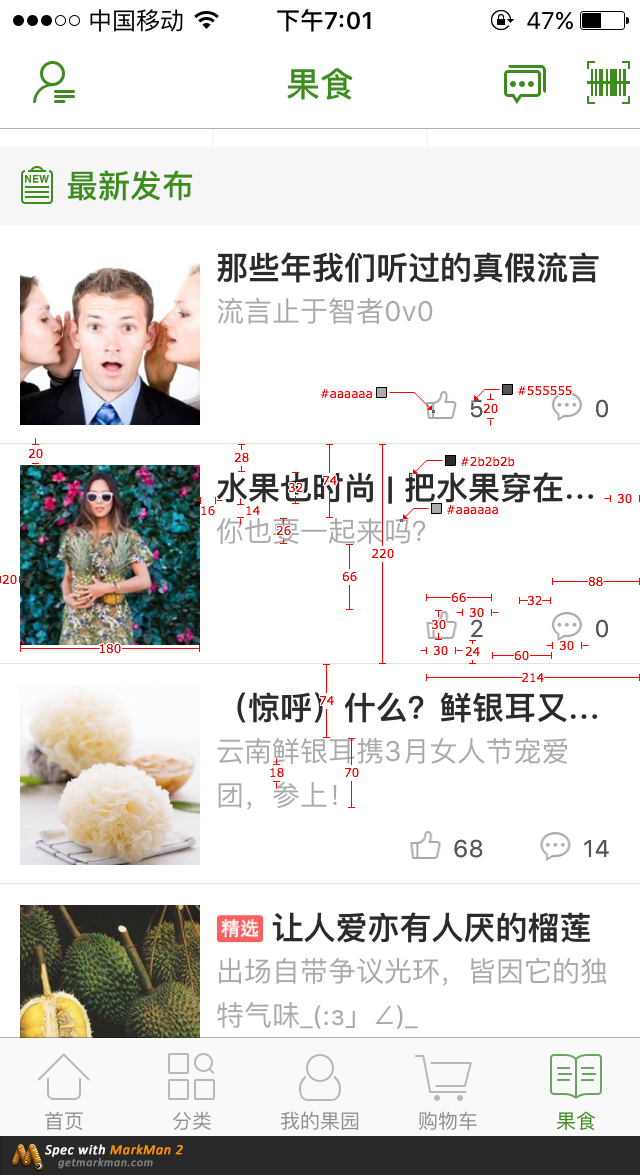 中国移动 下午7:01 47%
果食
NEW 最新发布
那些年我们听过的真假流言
流言止于智者0v0
#aaaaaa #555555
5 20 0
20 28
水果也时尚 | 把水果穿在...
#2b2b2b
74 32 30
16 14 #aaaaaa
你也要一起来吗?
26
220
66
20 88
66 32
30
30 2 0
180 30 24 30
60
214
（惊呼）什么？鲜银耳又...
74
云南鲜银耳携3月女人节宠爱
18 70
团，参上！
68 14
精选 让人爱亦有人厌的榴莲
出场自带争议光环，皆因它的独
特气味_(:з」∠)_
首页 分类 我的果园 购物车 果食
Spec with MarkMan 2
getmarkman.com